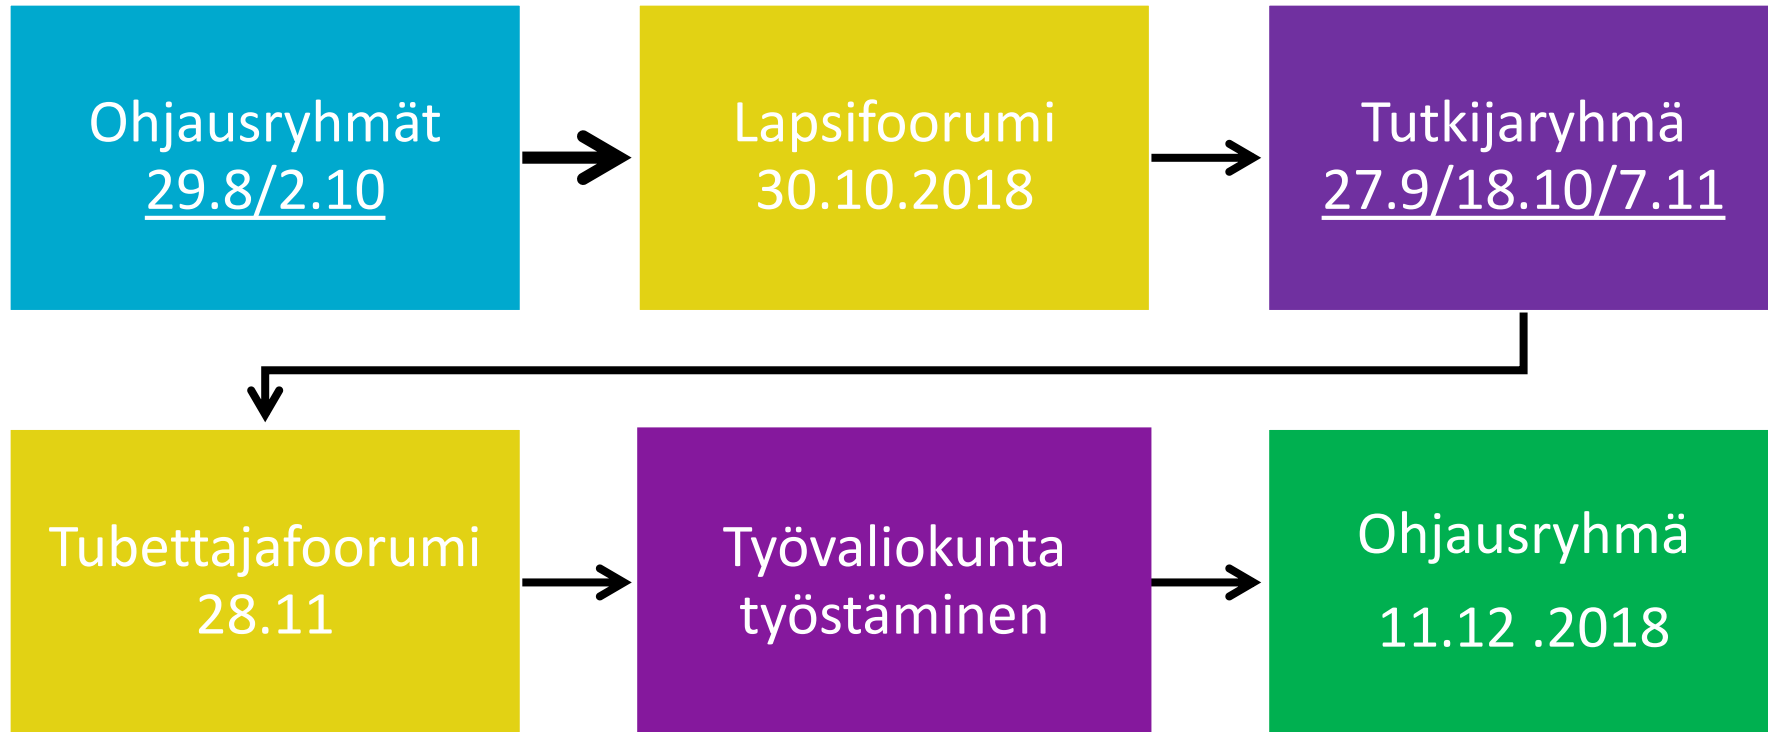 Ohjausryhmät
29.8/2.10
Lapsifoorumi
30.10.2018
Tutkijaryhmä
27.9/18.10/7.11
Tubettajafoorumi
28.11
Työvaliokunta
työstäminen
Ohjausryhmä
11.12 .2018